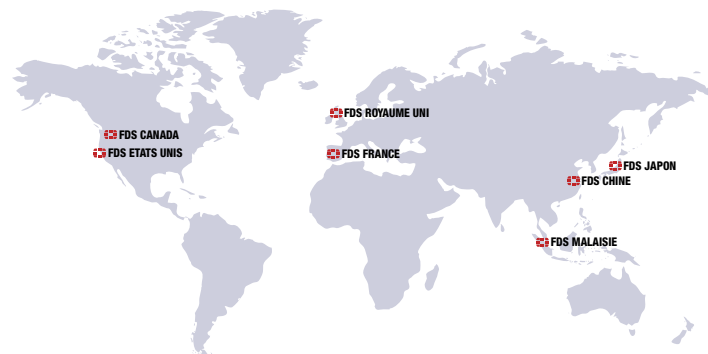 FDS ROYAUME UNI
FDS CANADA
FDS ETATS UNIS
FDS FRANCE
FDS JAPON
FDS CHINE
FDS MALAISIE